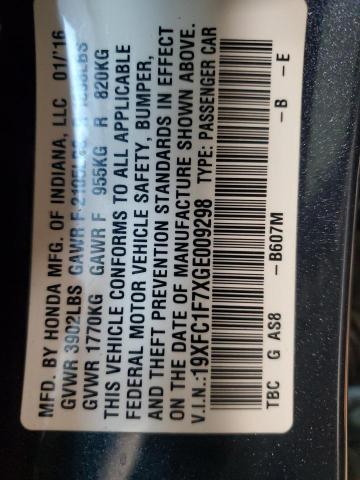 MFD. BY HONDA MFG. OF INDIANA, LLC 01/'16
GVWR 3902LBS GAWR F 2105LBS
GVWR 1770KG GAWR F 955KG R 820KG
THIS VEHICLE CONFORMS TO ALL APPLICABLE
FEDERAL MOTOR VEHICLE SAFETY, BUMPER,
AND THEFT PREVENTION STANDARDS IN EFFECT
ON THE DATE OF MANUFACTURE SHOWN ABOVE.
V.I.N.:19XFC1F7XGE009298 TYPE: PASSENGER CAR
TBC G AS8 -B607M -B -E